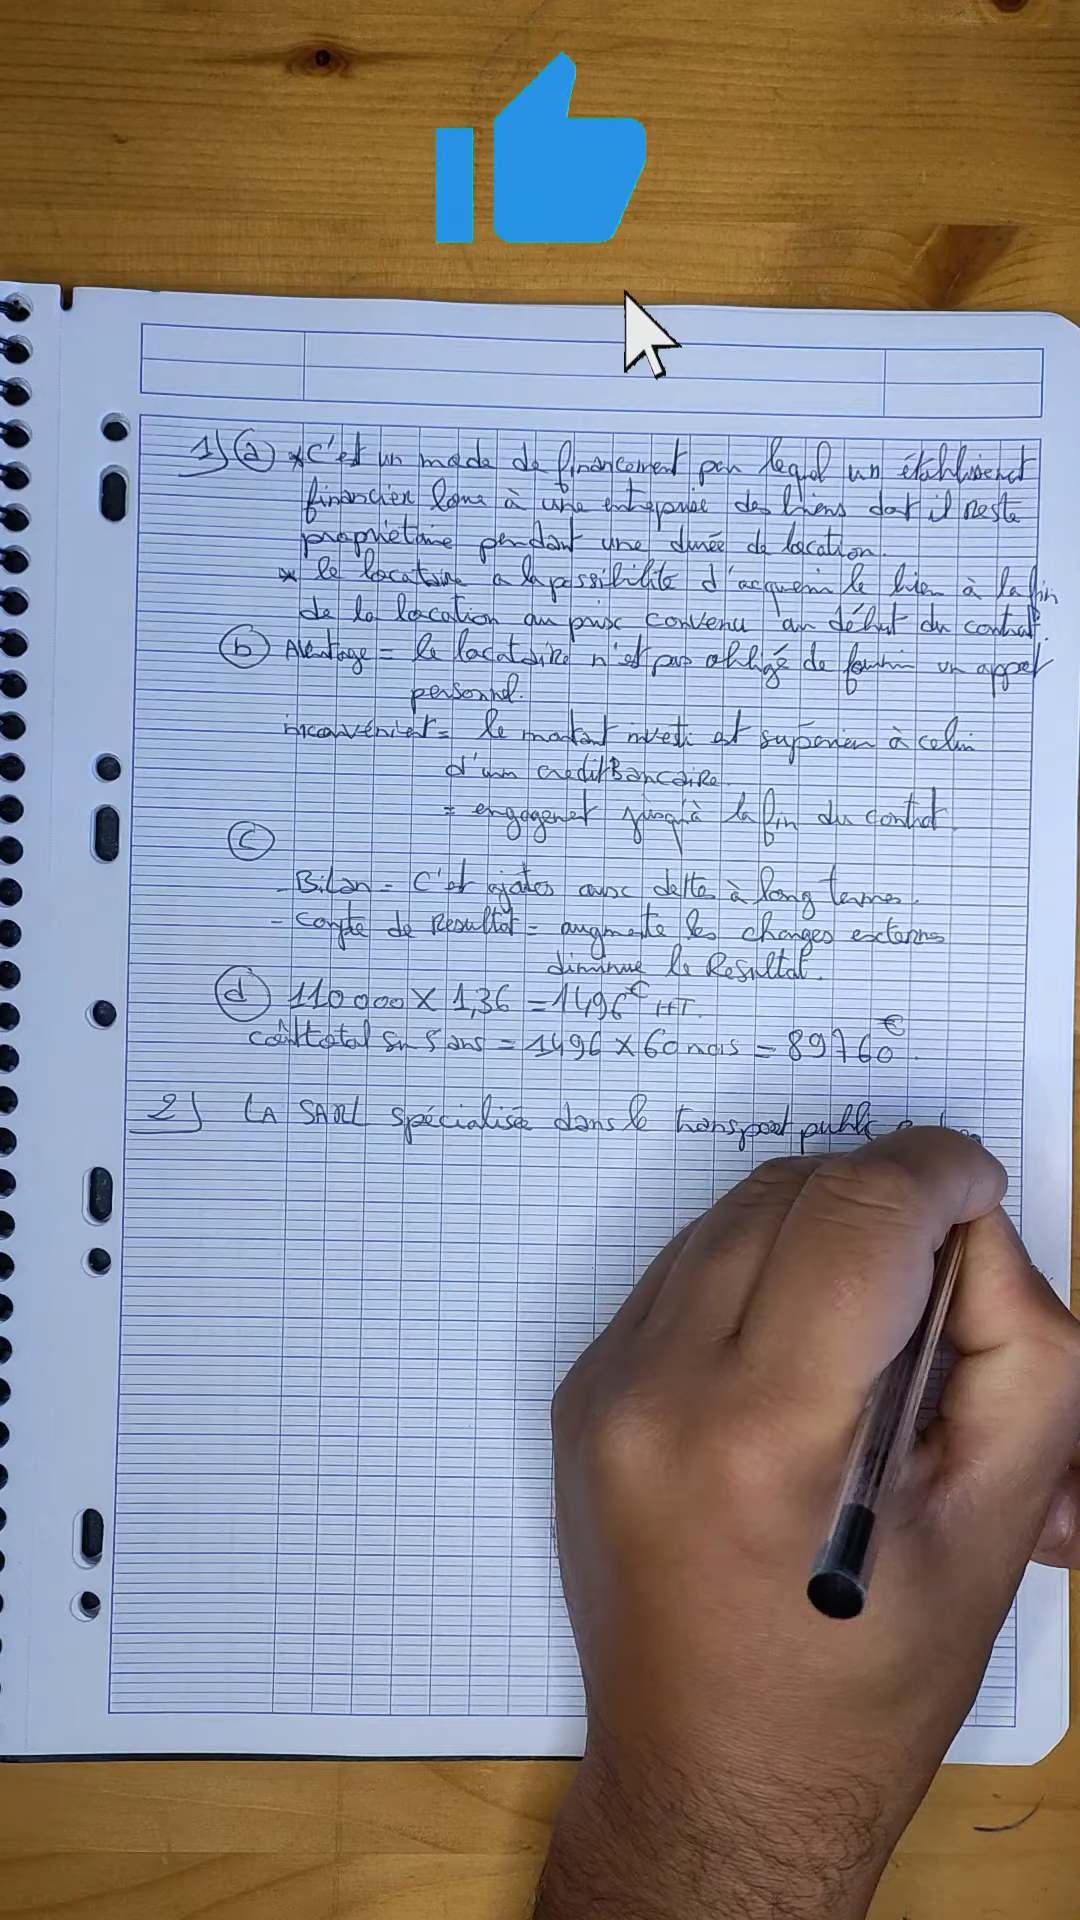 1) a * C'est un mode de financement par lequel un établissement
financier loue à une entreprise des biens dont il reste
propriétaire pendant une durée de location.
* le locataire a la possibilité d'acquérir le bien à la fin
de la location au prix convenu au début du contrat.
b Avantage = le locataire n'est pas obligé de fournir un apport
personnel.
inconvénient = le montant investi est supérieur à celui
d'un crédit Bancaire.
= engagement jusqu'à la fin du contrat.
c
- Bilan = C'est ajouter aux dettes à long termes.
- compte de Resultat = augmente les charges externes
diminue le Resultat.
d 110 000 x 1,36 = 1496€ HT.
coût total sur 5 ans = 1496 x 60 mois = 89760€.
2) LA SARL spécialisée dans le transport public